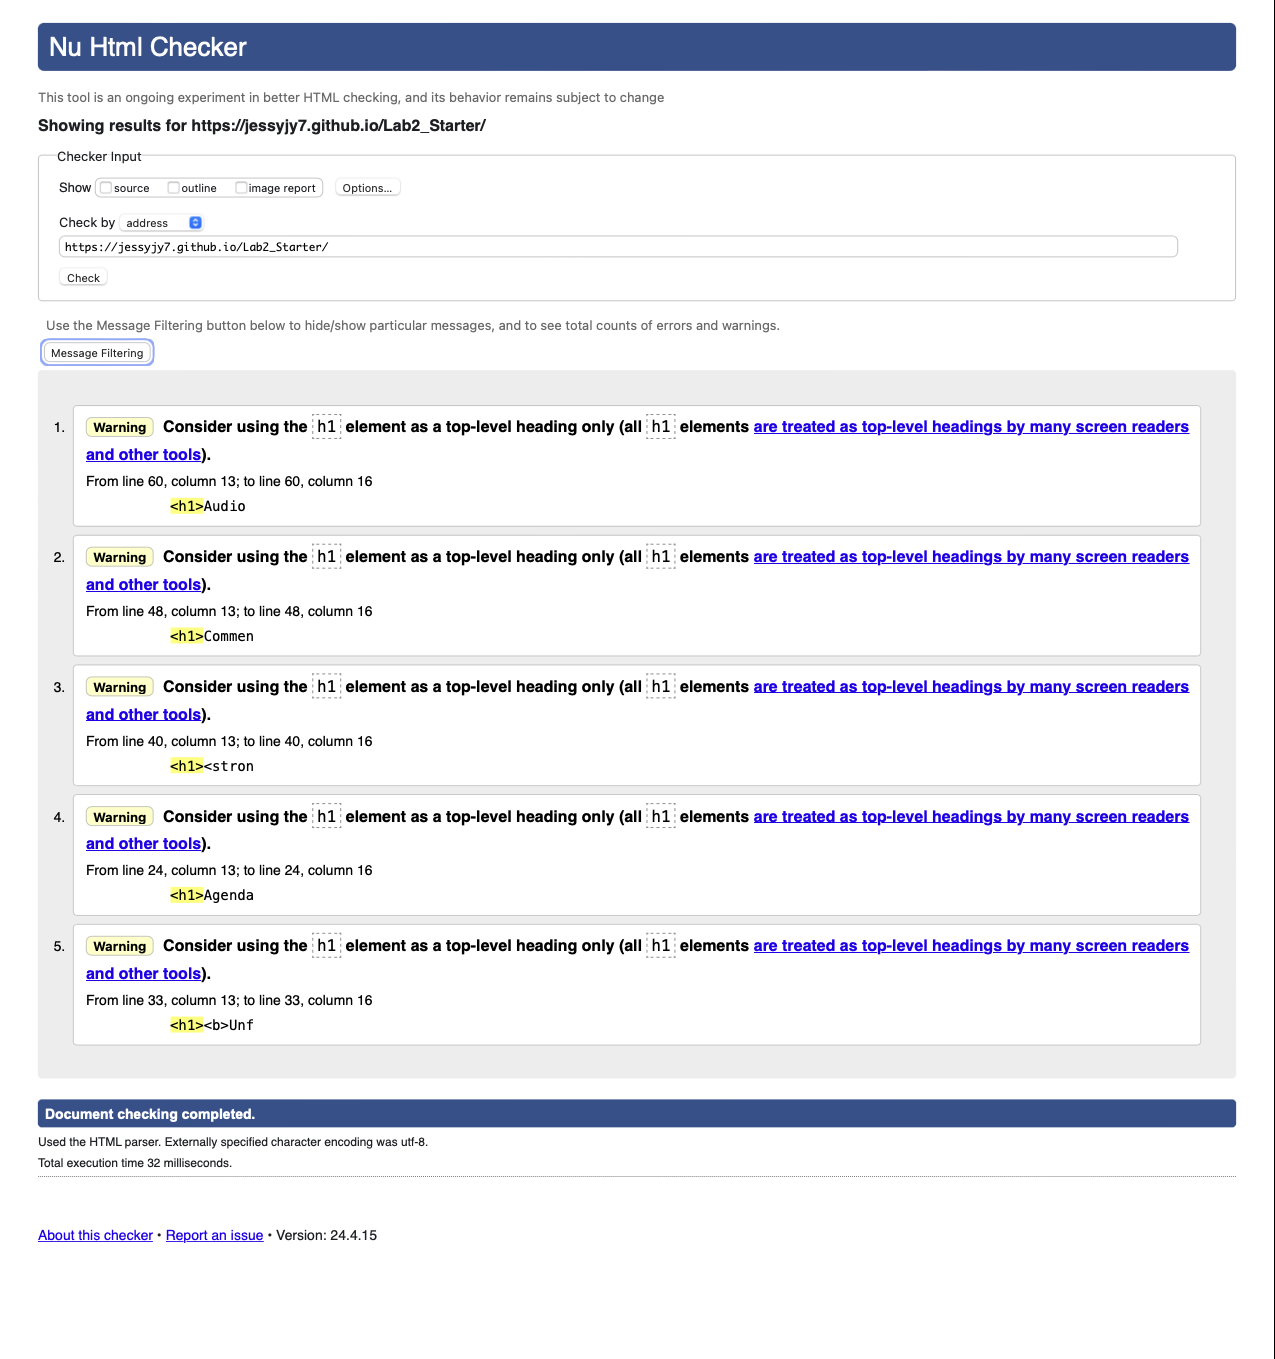 Nu Html Checker
This tool is an ongoing experiment in better HTML checking, and its behavior remains subject to change
Showing results for https://jessyjy7.github.io/Lab2_Starter/
Checker Input
Show source outline image report Options...
Check by address
https://jessyjy7.github.io/Lab2_Starter/
Check
Use the Message Filtering button below to hide/show particular messages, and to see total counts of errors and warnings.
Message Filtering
1. Warning Consider using the h1 element as a top-level heading only (all h1 elements are treated as top-level headings by many screen readers
and other tools).
From line 60, column 13; to line 60, column 16
<h1>Audio
2. Warning Consider using the h1 element as a top-level heading only (all h1 elements are treated as top-level headings by many screen readers
and other tools).
From line 48, column 13; to line 48, column 16
<h1>Commen
3. Warning Consider using the h1 element as a top-level heading only (all h1 elements are treated as top-level headings by many screen readers
and other tools).
From line 40, column 13; to line 40, column 16
<h1><stron
4. Warning Consider using the h1 element as a top-level heading only (all h1 elements are treated as top-level headings by many screen readers
and other tools).
From line 24, column 13; to line 24, column 16
<h1>Agenda
5. Warning Consider using the h1 element as a top-level heading only (all h1 elements are treated as top-level headings by many screen readers
and other tools).
From line 33, column 13; to line 33, column 16
<h1><b>Unf
Document checking completed.
Used the HTML parser. Externally specified character encoding was utf-8.
Total execution time 32 milliseconds.
About this checker • Report an issue • Version: 24.4.15